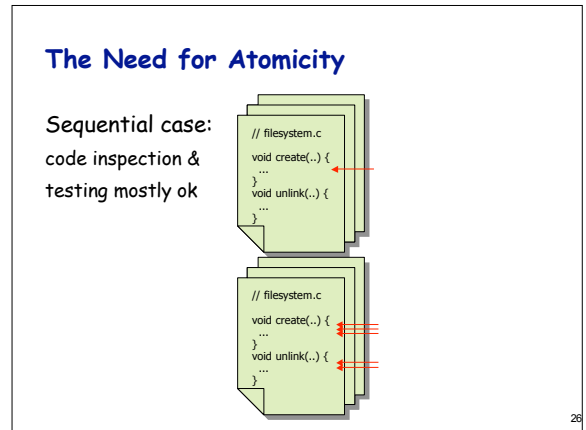 The Need for Atomicity
Sequential case:
code inspection &
testing mostly ok
// filesystem.c
void create(..) {
...
}
void unlink(..) {
...
}
// filesystem.c
void create(..) {
...
}
void unlink(..) {
...
}
26